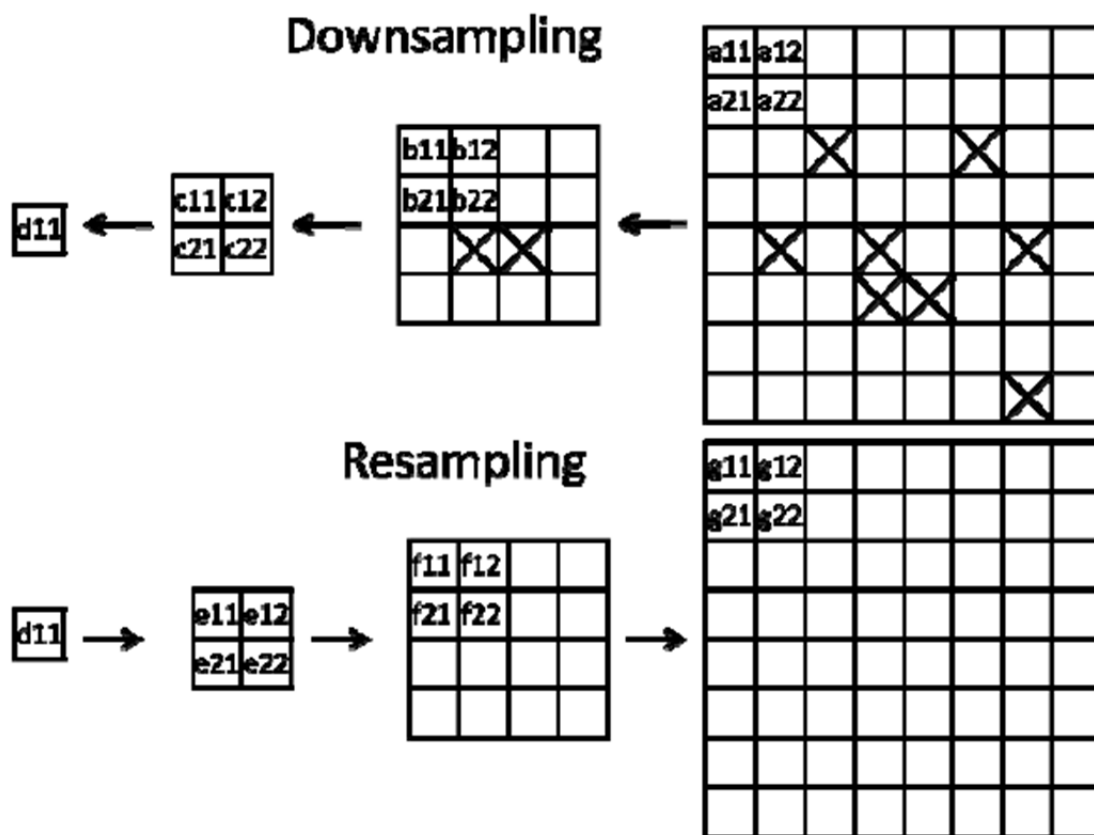 Downsampling
a11 a12
a21 a22
b11 b12
b21 b22
c11 c12
c21 c22
d11
Resampling
g11 g12
g21 g22
f11 f12
f21 f22
e11 e12
e21 e22
d11